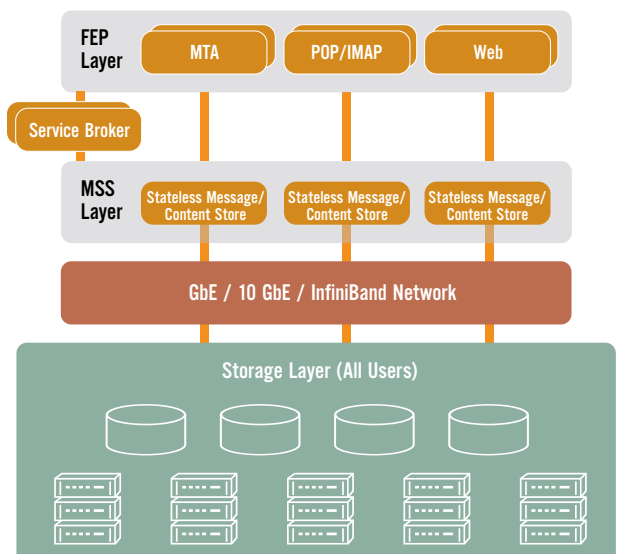 FEP
Layer
MTA
POP/IMAP
Web
Service Broker
MSS
Layer
Stateless Message/
Content Store
Stateless Message/
Content Store
Stateless Message/
Content Store
GbE / 10 GbE / InfiniBand Network
Storage Layer (All Users)